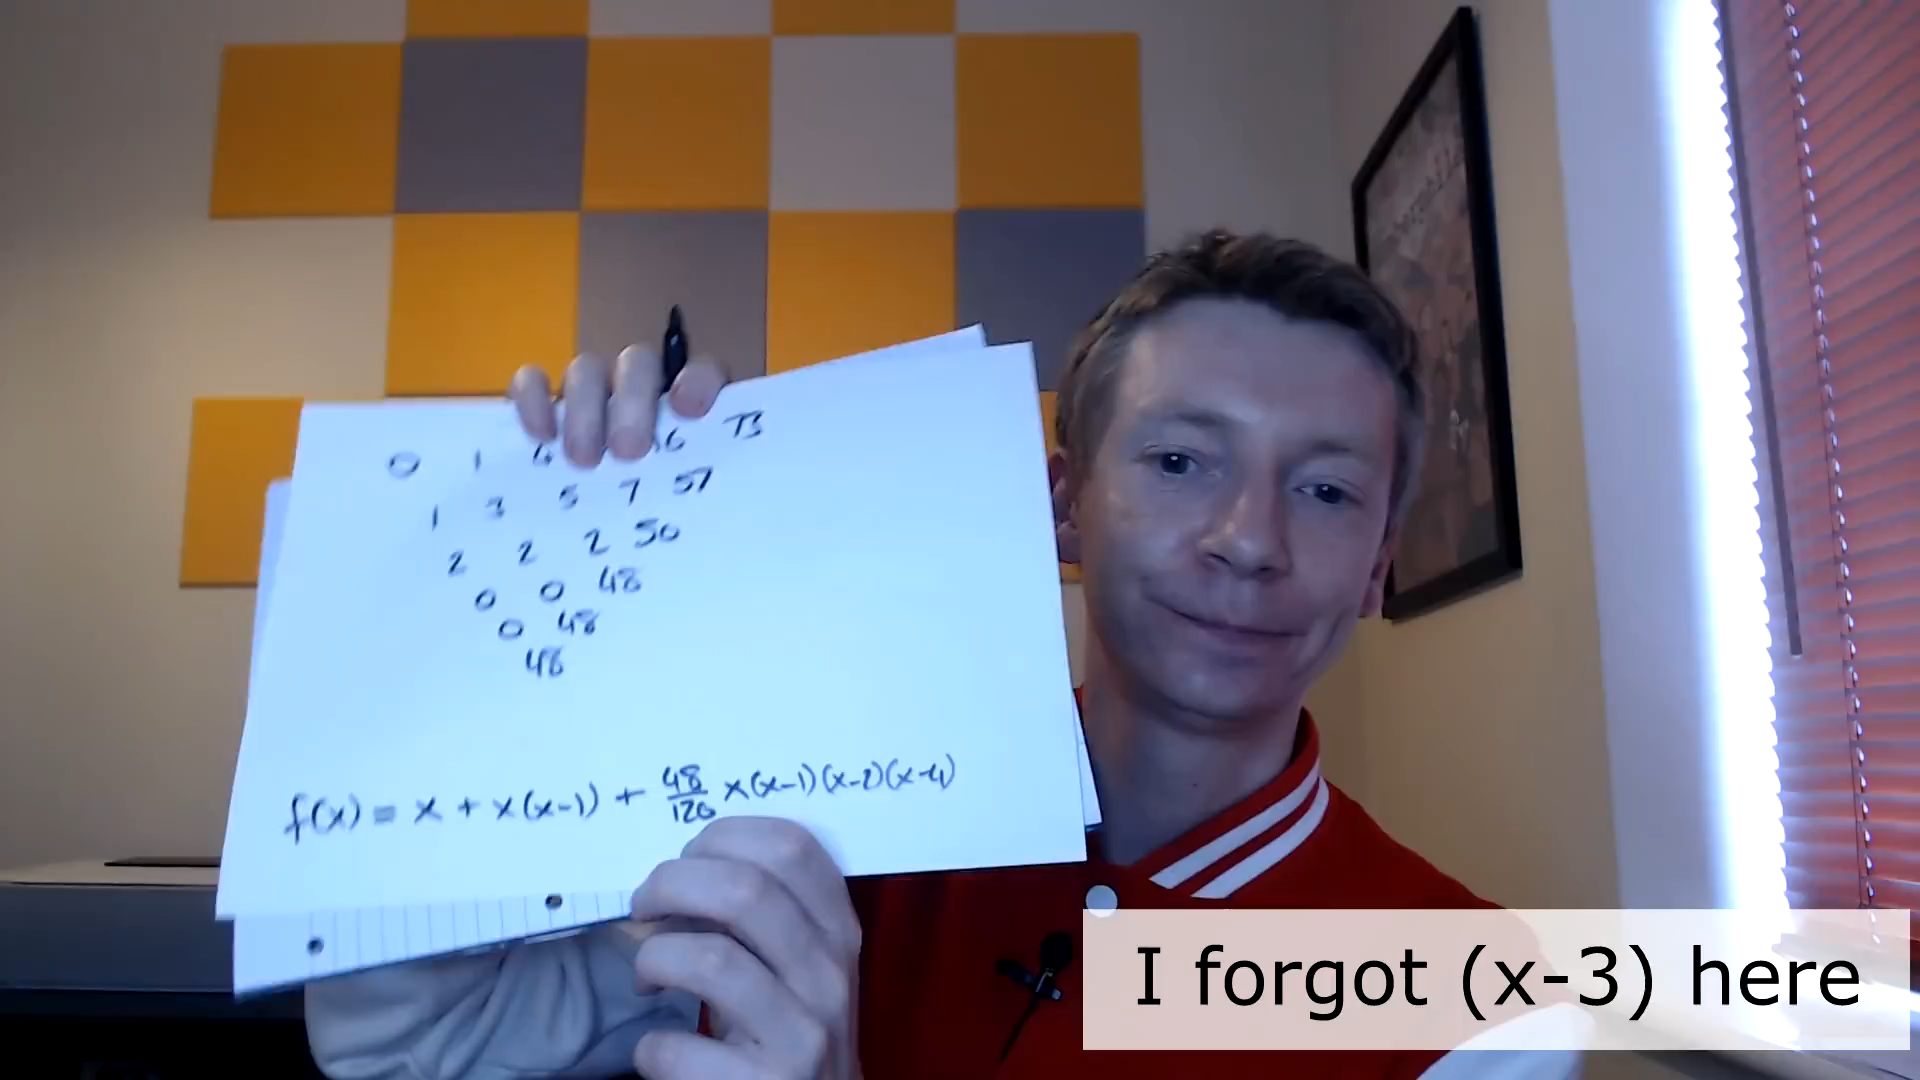 0 1 4 16 73
1 3 5 7 57
2 2 2 50
0 0 48
0 48
48
f(x) = x + x(x-1) + 48/120 x(x-1)(x-2)(x-4)
I forgot (x-3) here